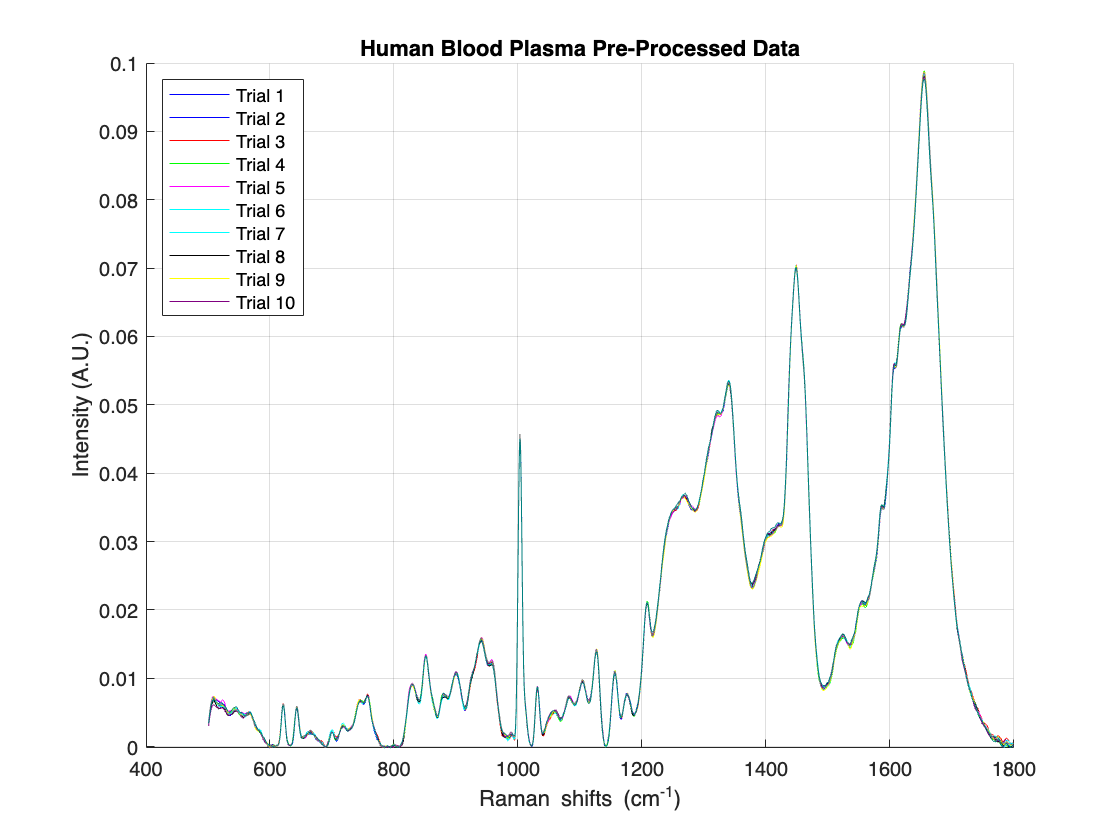 Human Blood Plasma Pre-Processed Data
0.1
0.09
0.08
0.07
0.06
0.05
0.04
0.03
0.02
0.01
0
Intensity (A.U.)
Trial 1
Trial 2
Trial 3
Trial 4
Trial 5
Trial 6
Trial 7
Trial 8
Trial 9
Trial 10
400 600 800 1000 1200 1400 1600 1800
Raman shifts (cm⁻¹)